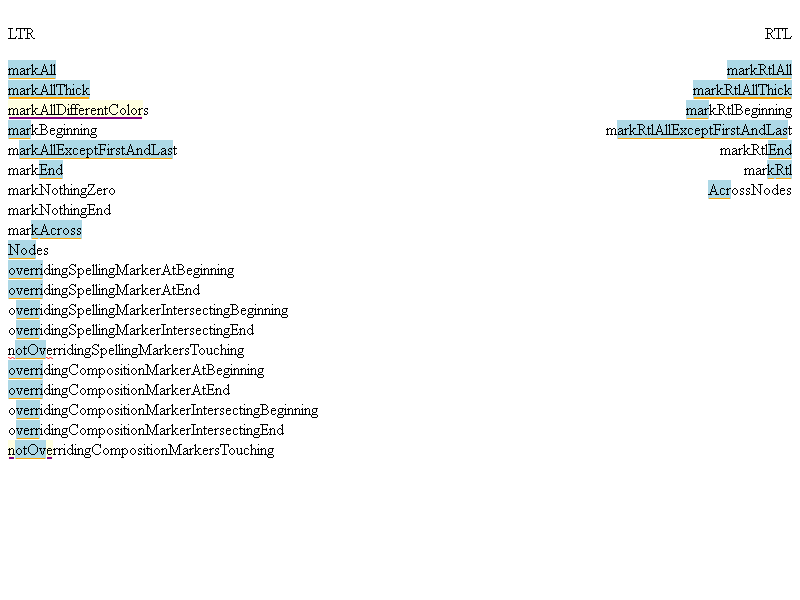 LTR
markAll
markAllThick
markAllDifferentColors
markBeginning
markAllExceptFirstAndLast
markEnd
markNothingZero
markNothingEnd
markAcross
Nodes
overridingSpellingMarkerAtBeginning
overridingSpellingMarkerAtEnd
overridingSpellingMarkerIntersectingBeginning
overridingSpellingMarkerIntersectingEnd
notOverridingSpellingMarkersTouching
overridingCompositionMarkerAtBeginning
overridingCompositionMarkerAtEnd
overridingCompositionMarkerIntersectingBeginning
overridingCompositionMarkerIntersectingEnd
notOverridingCompositionMarkersTouching
RTL
markRtlAll
markRtlAllThick
markRtlBeginning
markRtlAllExceptFirstAndLast
markRtlEnd
markRtl
AcrossNodes